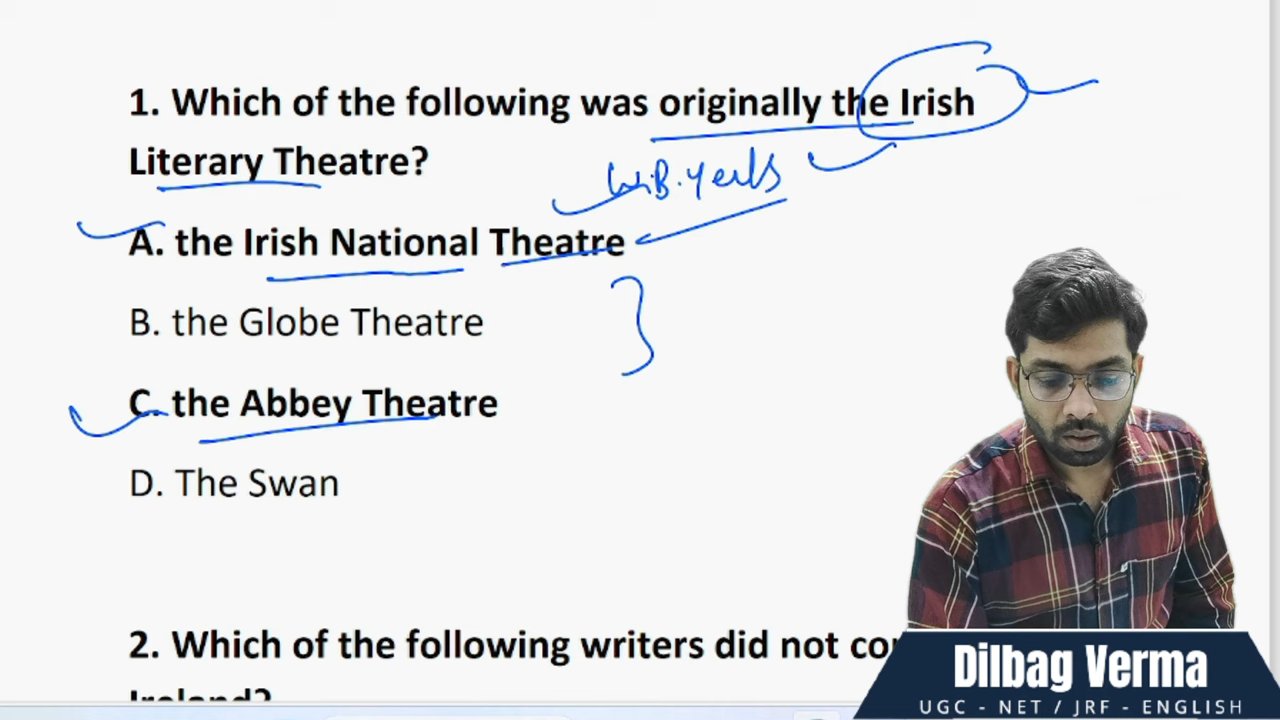 1. Which of the following was originally the Irish
Literary Theatre?
W.B. Yeats
A. the Irish National Theatre
B. the Globe Theatre
C. the Abbey Theatre
D. The Swan
2. Which of the following writers did not
Ireland?
Dilbag Verma
UGC - NET / JRF - ENGLISH